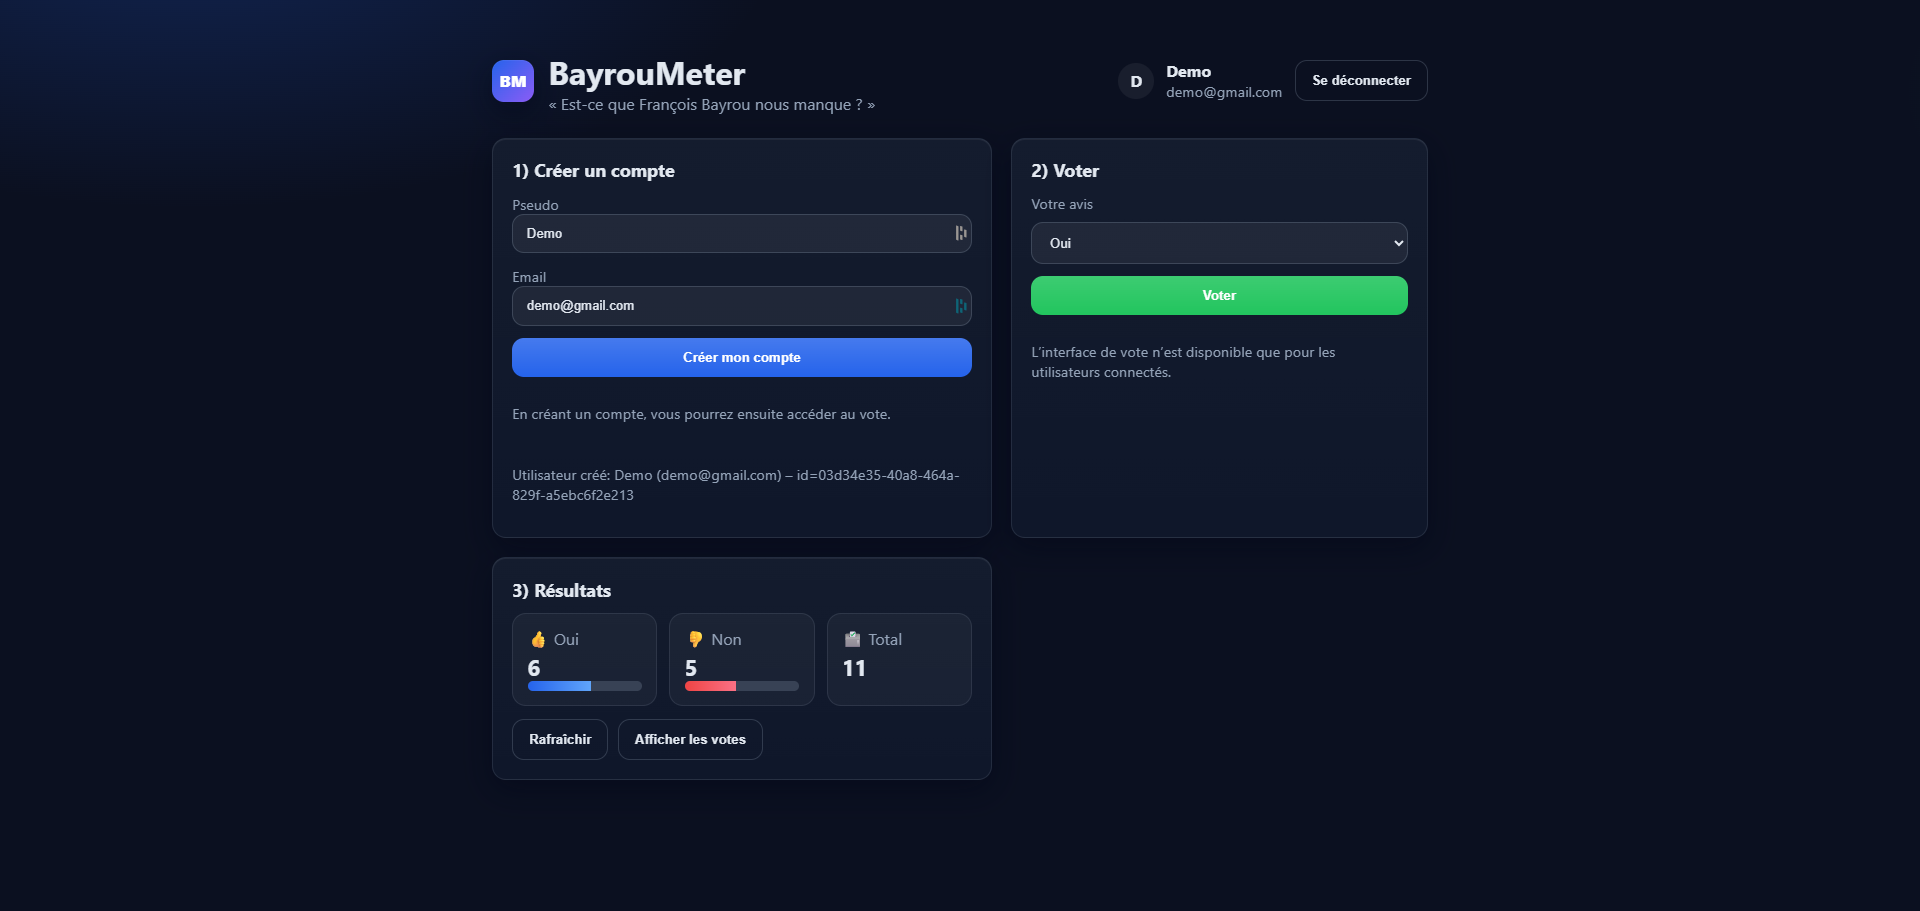 BM
BayrouMeter
« Est-ce que François Bayrou nous manque ? »
D
Demo
demo@gmail.com
Se déconnecter
1) Créer un compte
Pseudo
Demo
Email
demo@gmail.com
Créer mon compte
En créant un compte, vous pourrez ensuite accéder au vote.
Utilisateur créé: Demo (demo@gmail.com) – id=03d34e35-40a8-464a-
829f-a5ebc6f2e213
2) Voter
Votre avis
Oui
Voter
L’interface de vote n’est disponible que pour les
utilisateurs connectés.
3) Résultats
👍 Oui
6
👎 Non
5
🗳️ Total
11
Rafraîchir
Afficher les votes